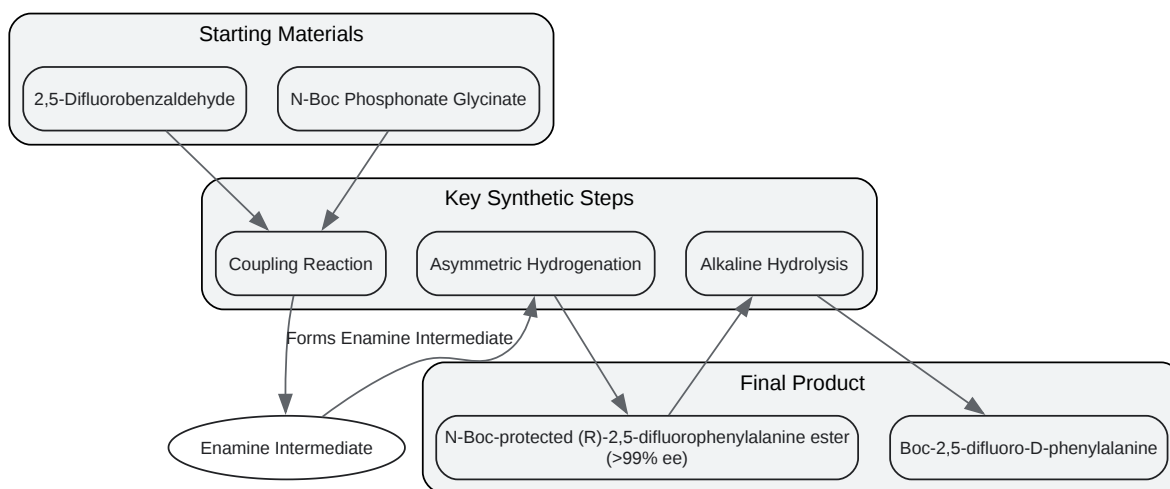 Starting Materials
2,5-Difluorobenzaldehyde
N-Boc Phosphonate Glycinate
Key Synthetic Steps
Coupling Reaction
Asymmetric Hydrogenation
Alkaline Hydrolysis
Forms Enamine Intermediate
Final Product
Enamine Intermediate
N-Boc-protected (R)-2,5-difluorophenylalanine ester
(>99% ee)
Boc-2,5-difluoro-D-phenylalanine